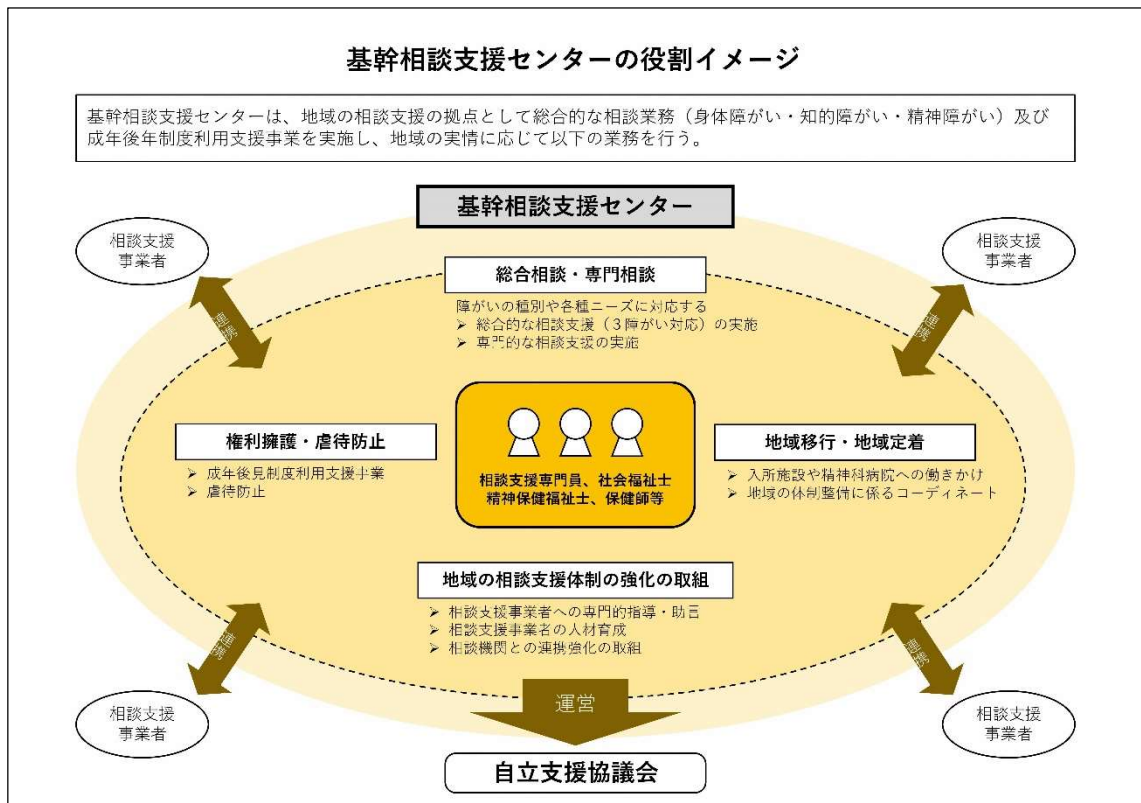 基幹相談支援センターの役割イメージ
基幹相談支援センターは、地域の相談支援の拠点として総合的な相談業務（身体障がい・知的障がい・精神障がい）及び
成年後年制度利用支援事業を実施し、地域の実情に応じて以下の業務を行う。
基幹相談支援センター
相談支援
事業者
相談支援
事業者
連携
連携
総合相談・専門相談
障がいの種別や各種ニーズに対応する
➢ 総合的な相談支援（３障がい対応）の実施
➢ 専門的な相談支援の実施
権利擁護・虐待防止
➢ 成年後見制度利用支援事業
➢ 虐待防止
相談支援専門員、社会福祉士
精神保健福祉士、保健師等
地域移行・地域定着
➢ 入所施設や精神科病院への働きかけ
➢ 地域の体制整備に係るコーディネート
地域の相談支援体制の強化の取組
➢ 相談支援事業者への専門的指導・助言
➢ 相談支援事業者の人材育成
➢ 相談機関との連携強化の取組
連携
連携
相談支援
事業者
相談支援
事業者
運営
自立支援協議会